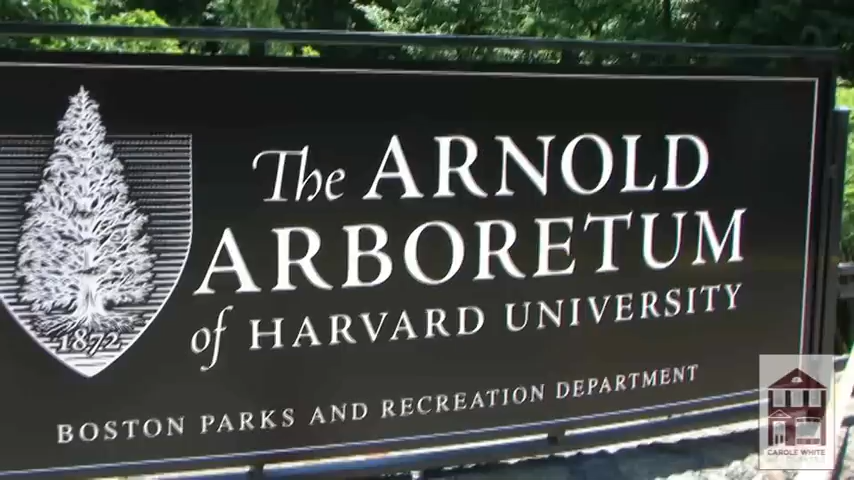 The ARNOLD
ARBORETUM
of HARVARD UNIVERSITY
1872
BOSTON PARKS AND RECREATION DEPARTMENT
CAROLE WHITE